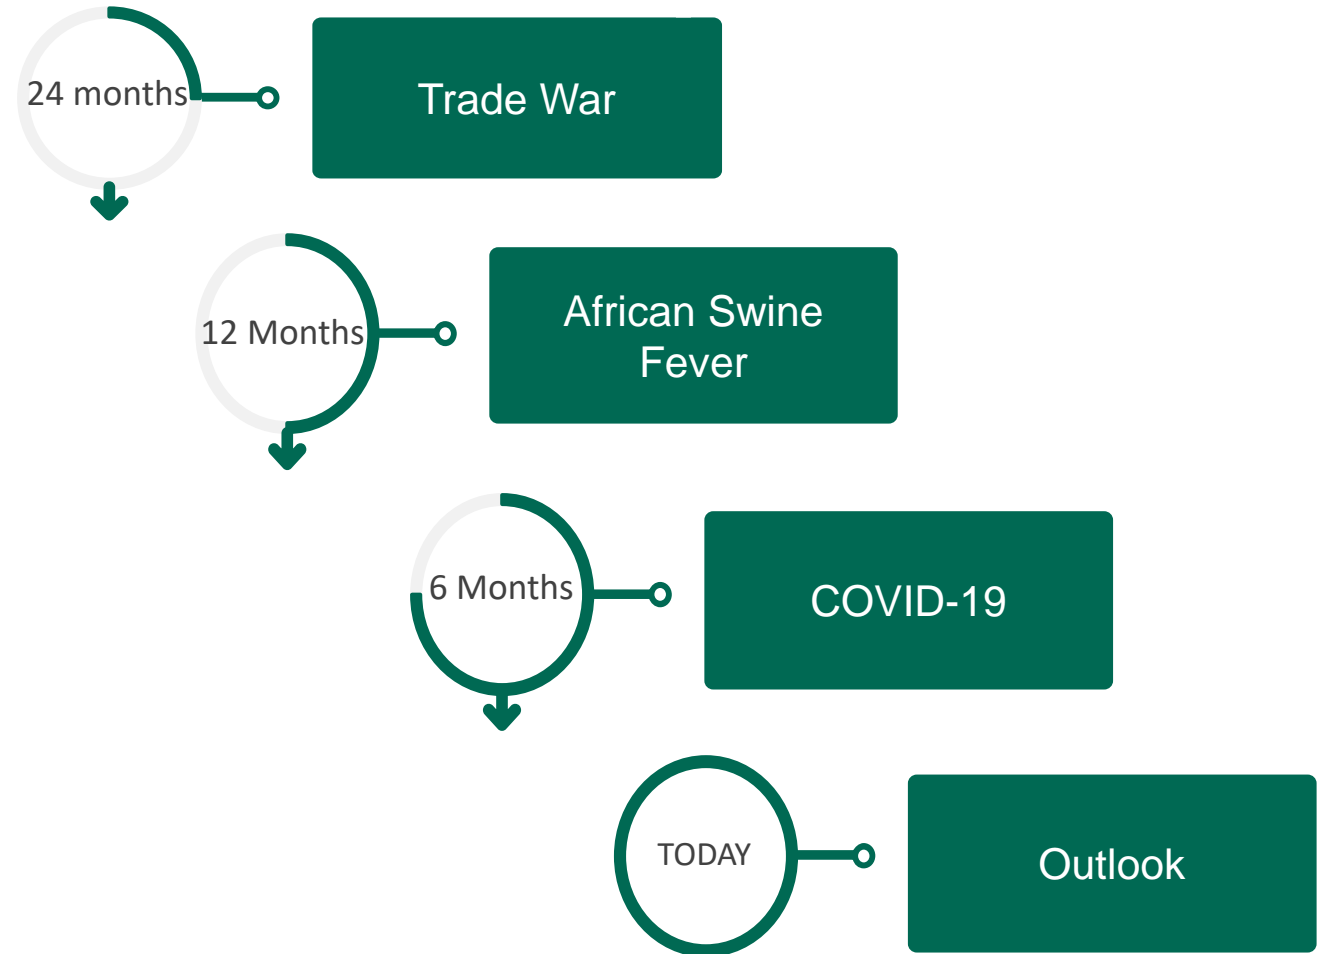 24 months
Trade War
12 Months
African Swine
Fever
6 Months
COVID-19
TODAY
Outlook